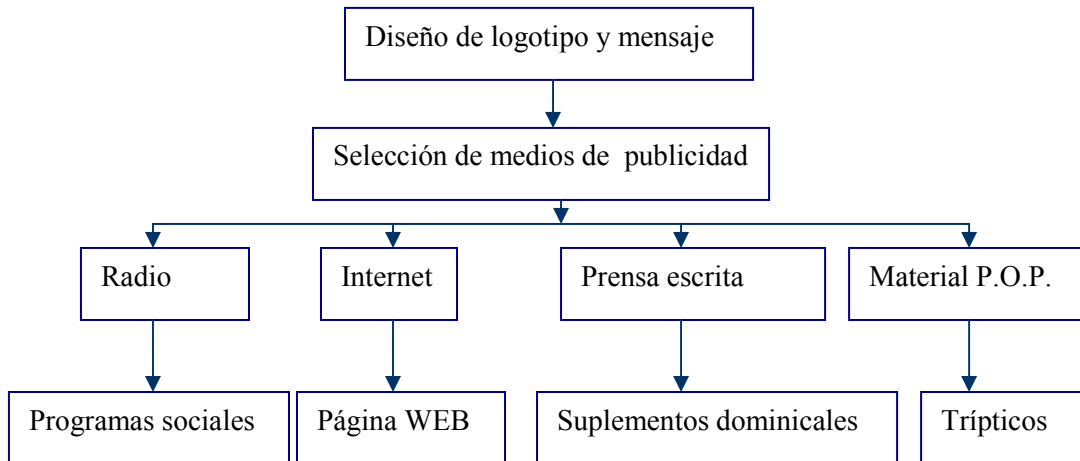 Diseño de logotipo y mensaje
Selección de medios de  publicidad
Radio
Internet
Prensa escrita
Material P.O.P.
Programas sociales
Página WEB
Suplementos dominicales
Trípticos